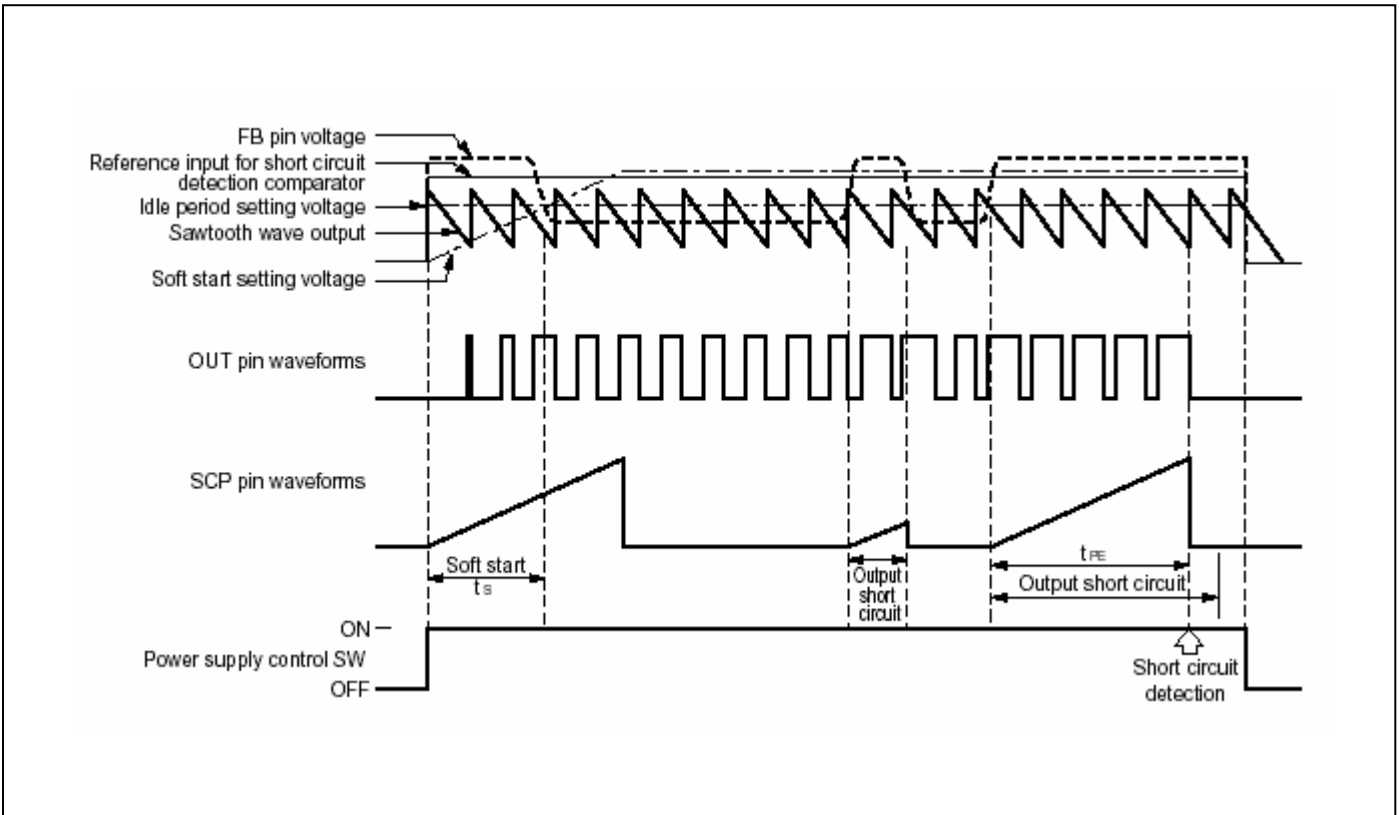 FB pin voltage
Reference input for short circuit
detection comparator
Idle period setting voltage
Sawtooth wave output
Soft start setting voltage
OUT pin waveforms
SCP pin waveforms
Soft start
ts
Output
short
circuit
tPE
Output short circuit
ON
Power supply control SW
OFF
Short circuit
detection